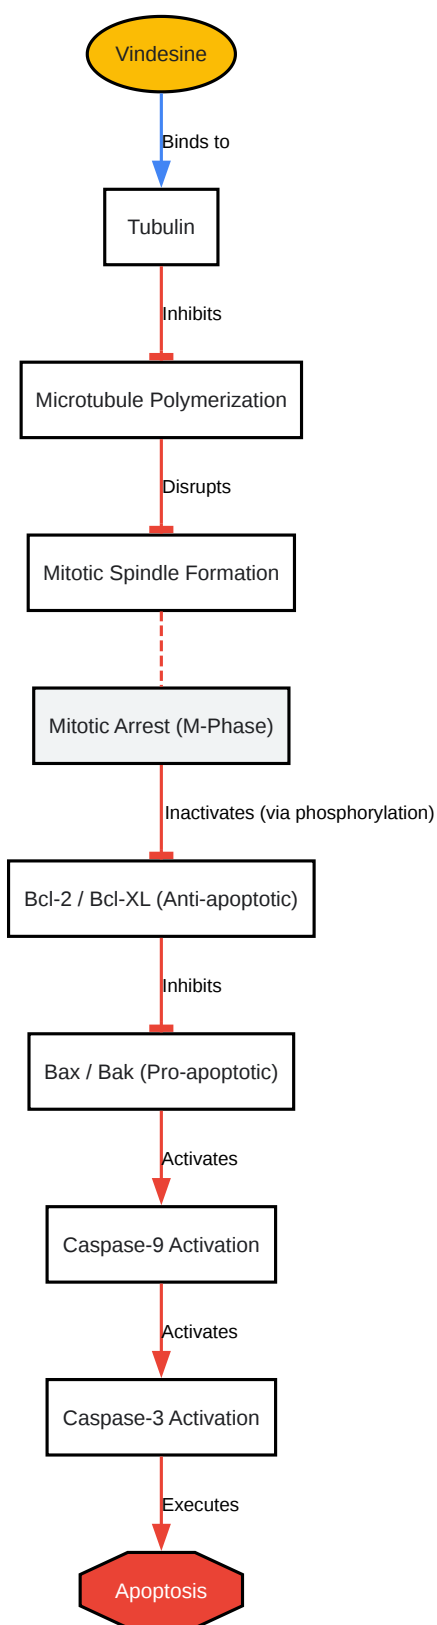 Vindesine
Binds to
Tubulin
Inhibits
Microtubule Polymerization
Disrupts
Mitotic Spindle Formation
Mitotic Arrest (M-Phase)
Inactivates (via phosphorylation)
Bcl-2 / Bcl-XL (Anti-apoptotic)
Inhibits
Bax / Bak (Pro-apoptotic)
Activates
Caspase-9 Activation
Activates
Caspase-3 Activation
Executes
Apoptosis